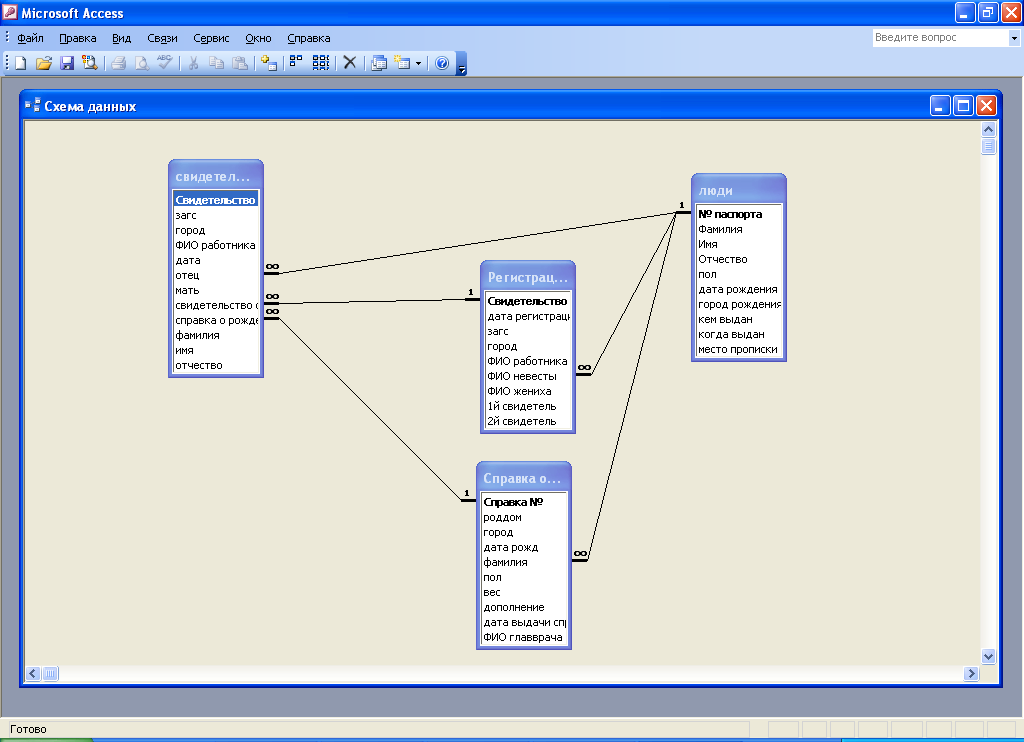 Microsoft Access
Файл Правка Вид Связи Сервис Окно Справка
Введите вопрос
Схема данных
свидетел...
Свидетельство
загс
город
ФИО работника
дата
отец
мать
свидетельство о
справка о рожде
фамилия
имя
отчество
Регистрац...
Свидетельство
дата регистраци
загс
город
ФИО работника
ФИО невесты
ФИО жениха
1й свидетель
2й свидетель
Справка о...
Справка №
роддом
город
дата рожд
фамилия
пол
вес
дополнение
дата выдачи спр
ФИО главврача
люди
№ паспорта
Фамилия
Имя
Отчество
пол
дата рождения
город рождения
кем выдан
когда выдан
место прописки
∞
1
∞
1
∞
1
∞
∞
Готово